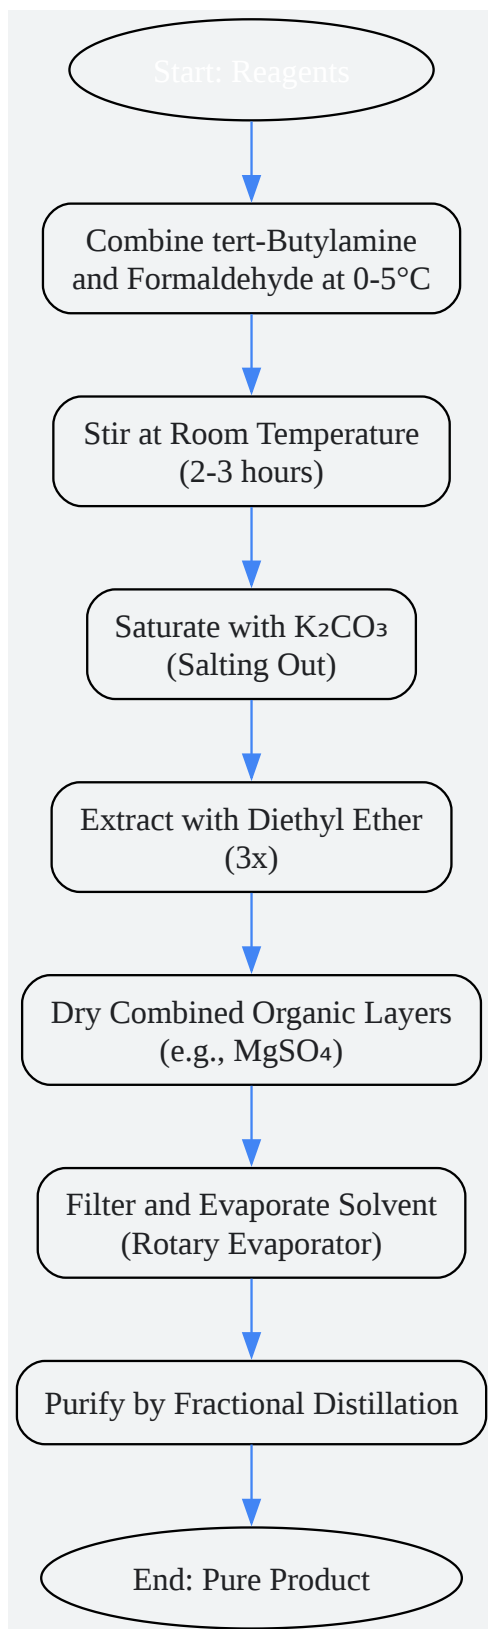 Start: Reagents
Combine tert-Butylamine
and Formaldehyde at 0-5°C
Stir at Room Temperature
(2-3 hours)
Saturate with K₂CO₃
(Salting Out)
Extract with Diethyl Ether
(3x)
Dry Combined Organic Layers
(e.g., MgSO₄)
Filter and Evaporate Solvent
(Rotary Evaporator)
Purify by Fractional Distillation
End: Pure Product